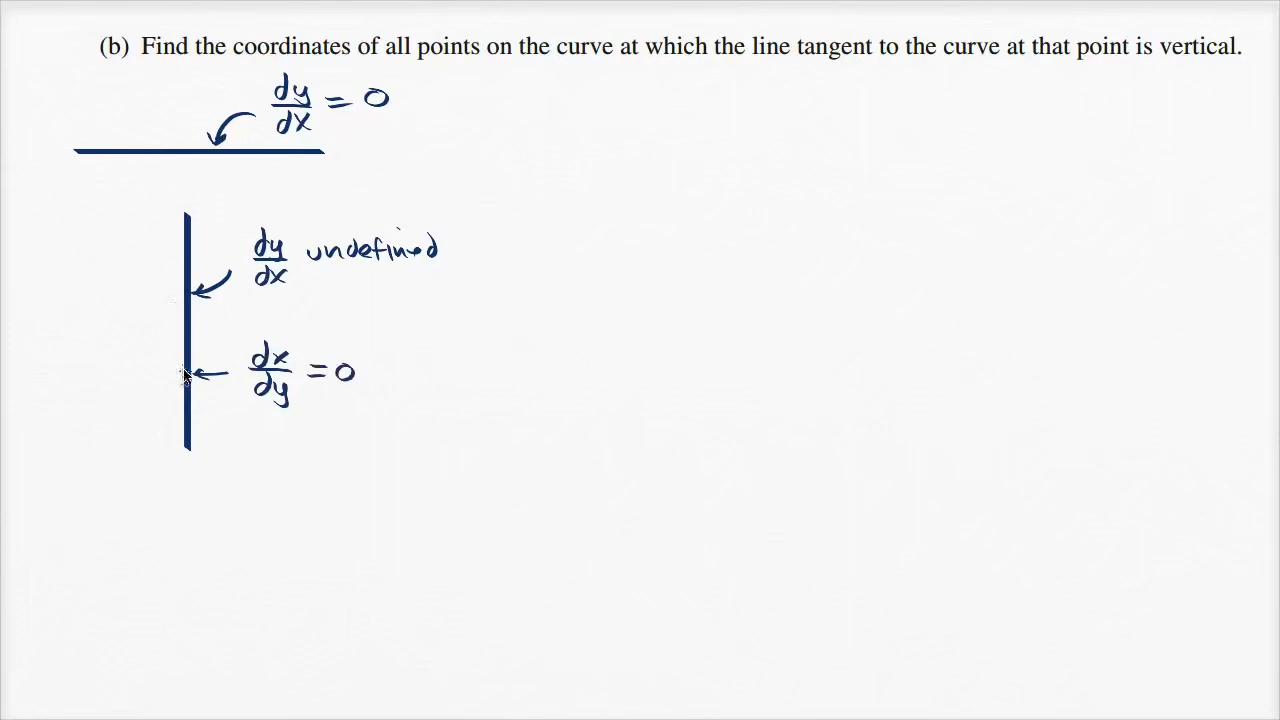 (b) Find the coordinates of all points on the curve at which the line tangent to the curve at that point is vertical.
dy/dx = 0
dy/dx undefined
dx/dy = 0